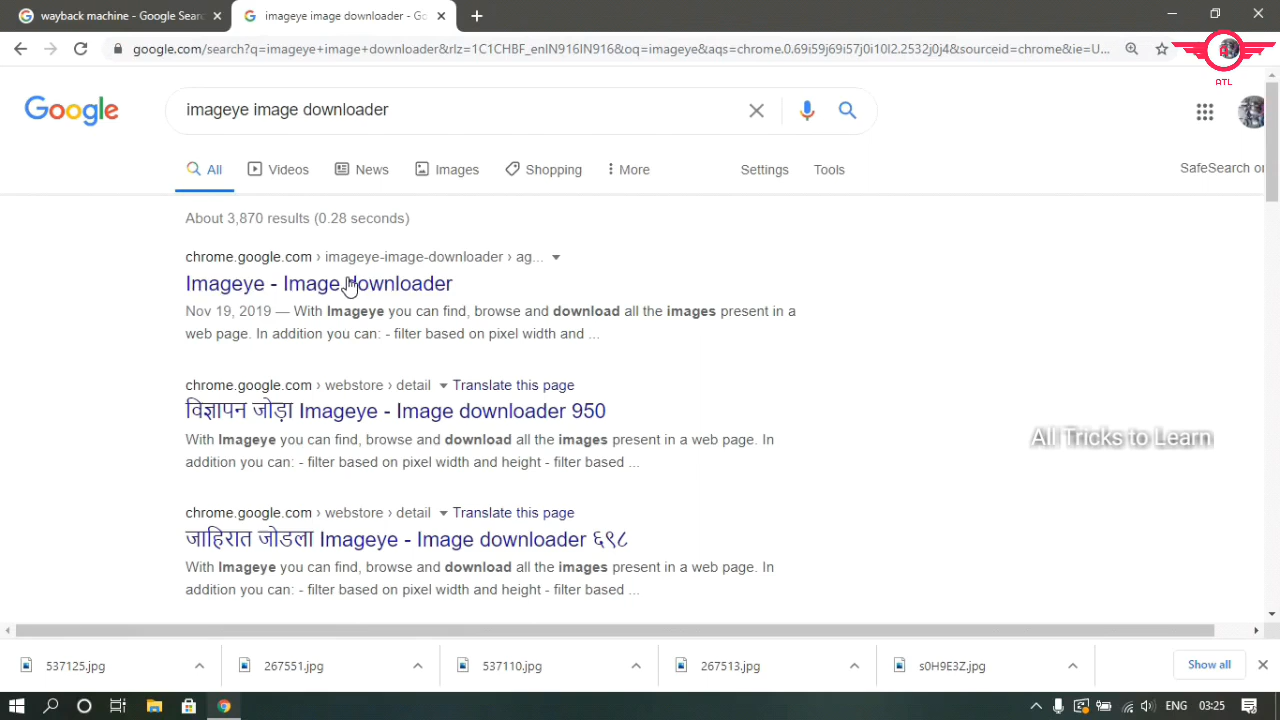 wayback machine - Google Sear
imageye image downloader - Go
google.com/search?q=imageye+image+downloader&rlz=1C1CHBF_enIN916IN916&oq=imageye&aqs=chrome.0.69i59j69i57j0i10l2.2532j0j4&sourceid=chrome&ie=U...
ATL
Google
imageye image downloader
All
Videos
News
Images
Shopping
More
Settings
Tools
SafeSearch on
About 3,870 results (0.28 seconds)
chrome.google.com › imageye-image-downloader › ag...
Imageye - Image downloader
Nov 19, 2019 — With Imageye you can find, browse and download all the images present in a
web page. In addition you can: - filter based on pixel width and ...
chrome.google.com › webstore › detail
Translate this page
विज्ञापन जोड़ा Imageye - Image downloader 950
With Imageye you can find, browse and download all the images present in a web page. In
addition you can: - filter based on pixel width and height - filter based ...
All Tricks to Learn
chrome.google.com › webstore › detail
Translate this page
जाहिरात जोडला Imageye - Image downloader ६९८
With Imageye you can find, browse and download all the images present in a web page. In
addition you can: - filter based on pixel width and height - filter based ...
537125.jpg
267551.jpg
537110.jpg
267513.jpg
s0H9E3Z.jpg
Show all
ENG
03:25